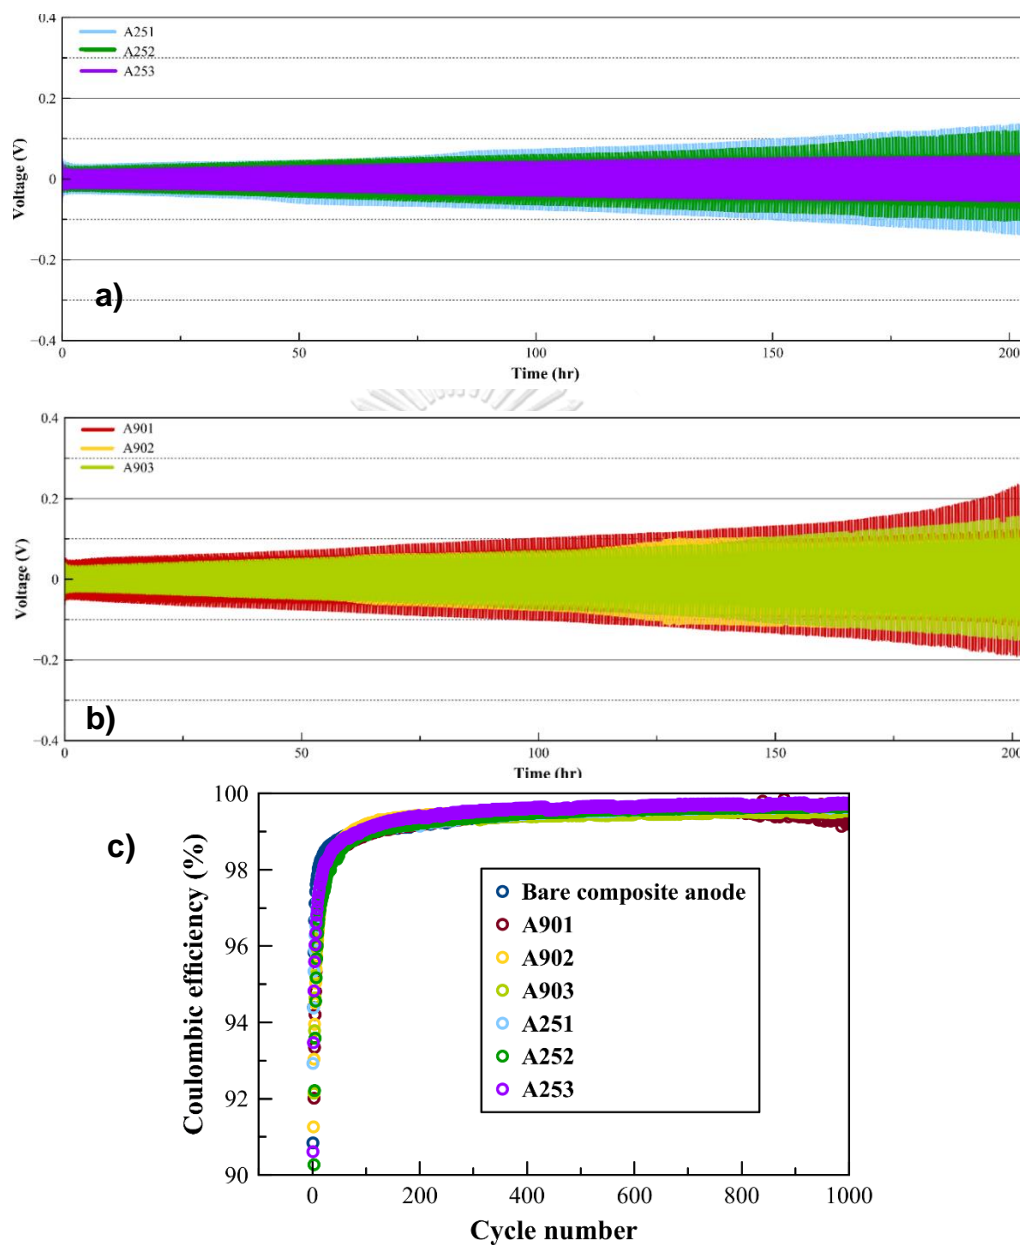 0.4
A251
A252
A253
0.2
Voltage (V)
0
−0.2
a)
−0.4
0 50 100 150 200
Time (hr)
0.4
A901
A902
A903
0.2
Voltage (V)
0
−0.2
b)
−0.4
0 50 100 150 200
Time (hr)
100
c)
98
96
94
92
90
Coulombic efficiency (%)
Bare composite anode
A901
A902
A903
A251
A252
A253
0 200 400 600 800 1000
Cycle number